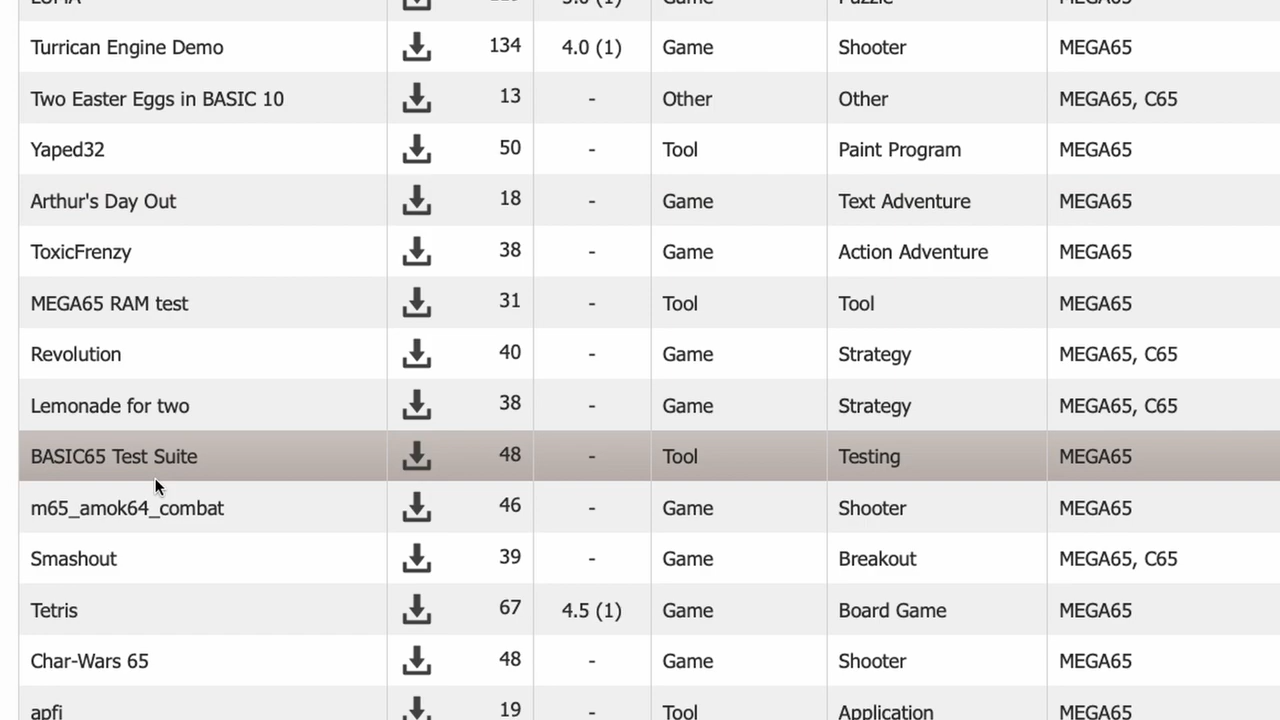 Turrican Engine Demo 134 4.0 (1) Game Shooter MEGA65
Two Easter Eggs in BASIC 10 13 - Other Other MEGA65, C65
Yaped32 50 - Tool Paint Program MEGA65
Arthur's Day Out 18 - Game Text Adventure MEGA65
ToxicFrenzy 38 - Game Action Adventure MEGA65
MEGA65 RAM test 31 - Tool Tool MEGA65
Revolution 40 - Game Strategy MEGA65, C65
Lemonade for two 38 - Game Strategy MEGA65, C65
BASIC65 Test Suite 48 - Tool Testing MEGA65
m65_amok64_combat 46 - Game Shooter MEGA65
Smashout 39 - Game Breakout MEGA65, C65
Tetris 67 4.5 (1) Game Board Game MEGA65
Char-Wars 65 48 - Game Shooter MEGA65
apfi 19 - Tool Application MEGA65